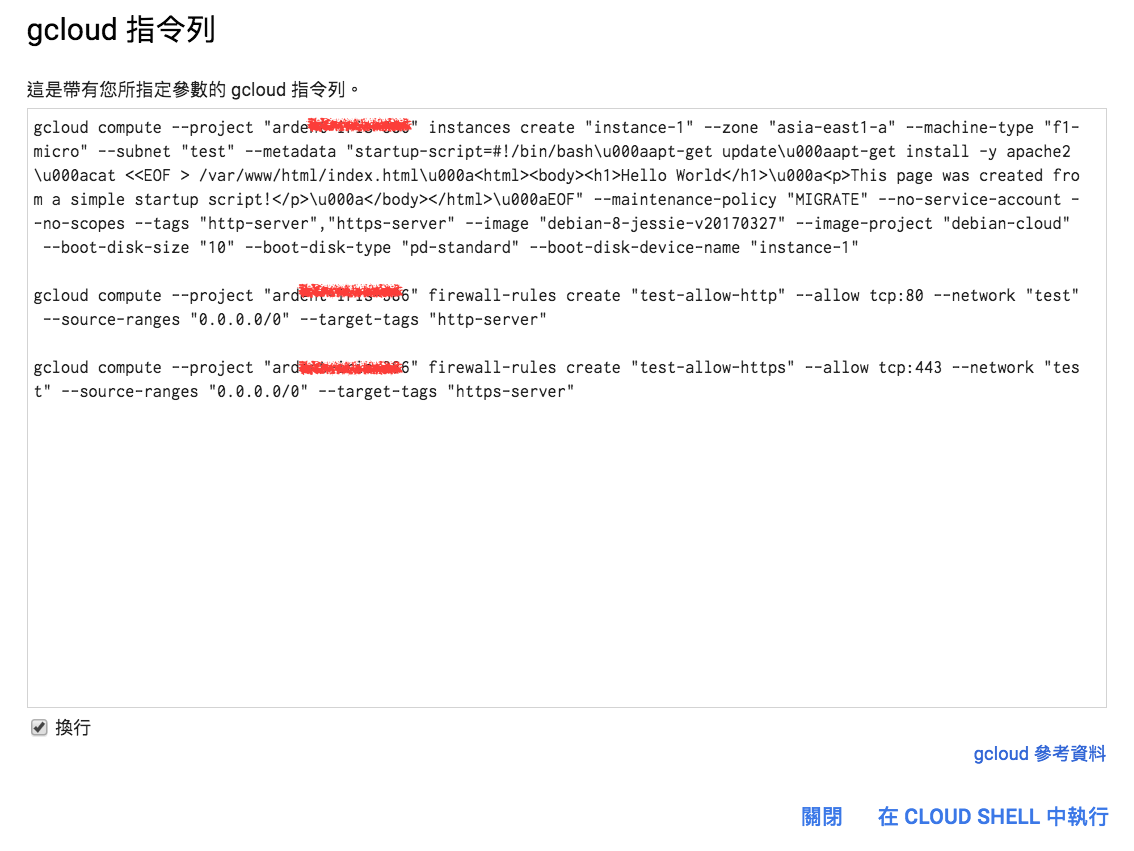 gcloud 指令列
這是帶有您所指定參數的 gcloud 指令列。
gcloud compute --project " instances create "instance-1" --zone "asia-east1-a" --machine-type "f1-
micro" --subnet "test" --metadata "startup-script=#!/bin/bash\u000aapt-get update\u000aapt-get install -y apache2
\u000acat <<EOF > /var/www/html/index.html\u000a<html><body><h1>Hello World</h1>\u000a<p>This page was created fro
m a simple startup script!</p>\u000a</body></html>\u000aEOF" --maintenance-policy "MIGRATE" --no-service-account -
-no-scopes --tags "http-server","https-server" --image "debian-8-jessie-v20170327" --image-project "debian-cloud"
--boot-disk-size "10" --boot-disk-type "pd-standard" --boot-disk-device-name "instance-1"
gcloud compute --project " firewall-rules create "test-allow-http" --allow tcp:80 --network "test"
--source-ranges "0.0.0.0/0" --target-tags "http-server"
gcloud compute --project " firewall-rules create "test-allow-https" --allow tcp:443 --network "tes
t" --source-ranges "0.0.0.0/0" --target-tags "https-server"
換行
gcloud 參考資料
關閉 在 CLOUD SHELL 中執行